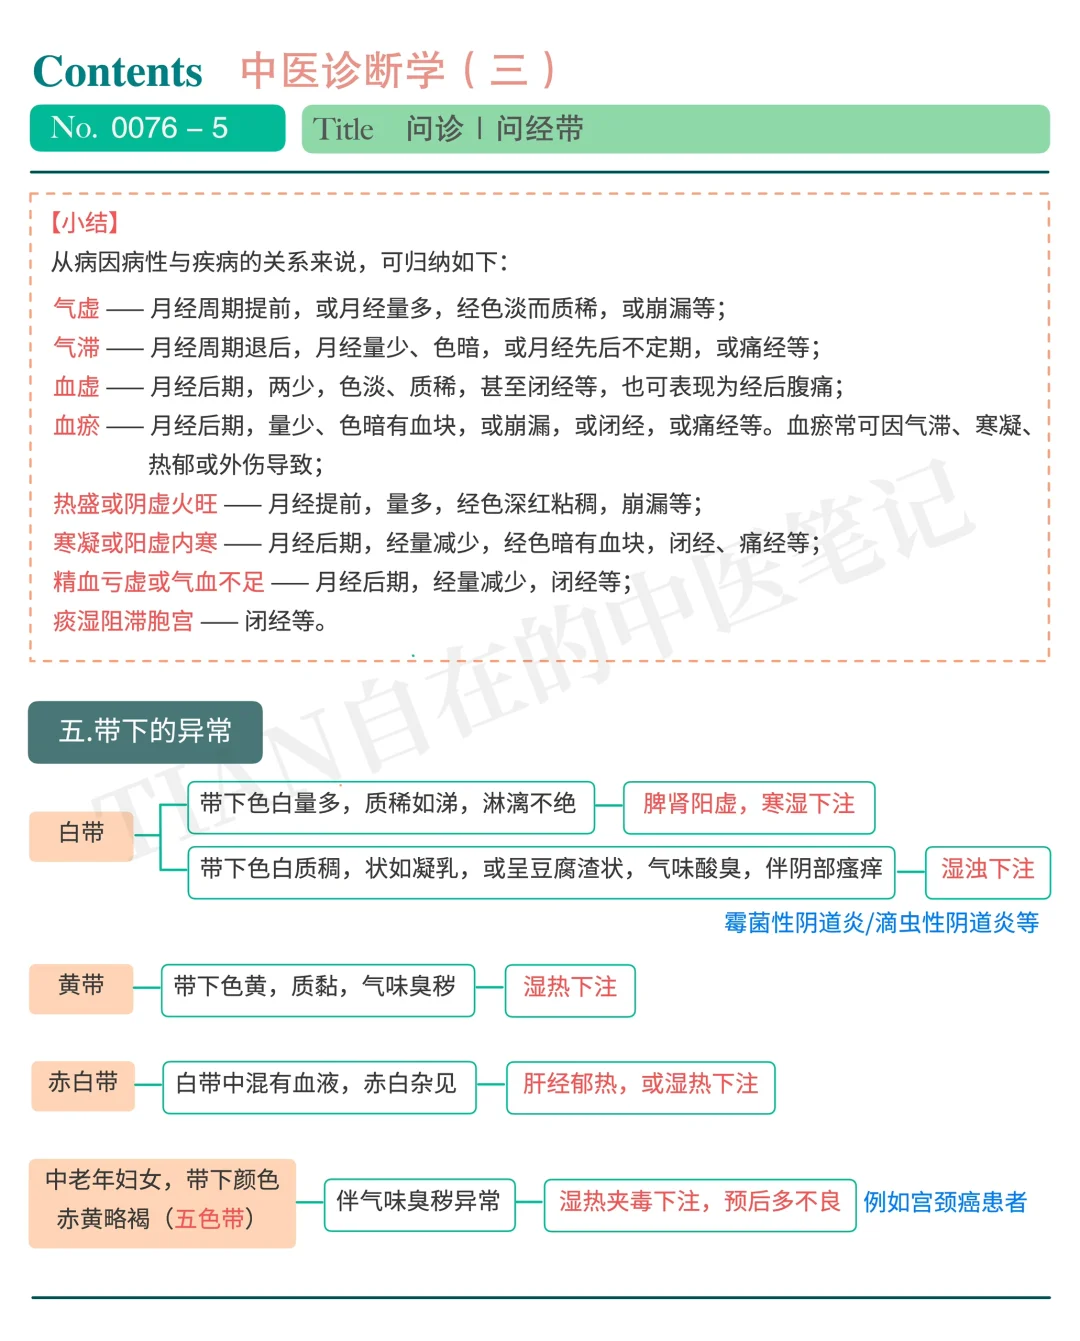 Contents 中医诊断学（三）
No. 0076 – 5
Title 问诊 | 问经带
【小结】
从病因病性与疾病的关系来说，可归纳如下：
气虚 —— 月经周期提前，或月经量多，经色淡而质稀，或崩漏等；
气滞 —— 月经周期退后，月经量少、色暗，或月经先后不定期，或痛经等；
血虚 —— 月经后期，两少，色淡、质稀，甚至闭经等，也可表现为经后腹痛；
血瘀 —— 月经后期，量少、色暗有血块，或崩漏，或闭经，或痛经等。血瘀常可因气滞、寒凝、
热郁或外伤导致；
热盛或阴虚火旺 —— 月经提前，量多，经色深红粘稠，崩漏等；
寒凝或阳虚内寒 —— 月经后期，经量减少，经色暗有血块，闭经、痛经等；
精血亏虚或气血不足 —— 月经后期，经量减少，闭经等；
痰湿阻滞胞宫 —— 闭经等。
TIAN自在的中医笔记
五.带下的异常
白带
带下色白量多，质稀如涕，淋漓不绝
脾肾阳虚，寒湿下注
带下色白质稠，状如凝乳，或呈豆腐渣状，气味酸臭，伴阴部瘙痒
湿浊下注
霉菌性阴道炎/滴虫性阴道炎等
黄带
带下色黄，质黏，气味臭秽
湿热下注
赤白带
白带中混有血液，赤白杂见
肝经郁热，或湿热下注
中老年妇女，带下颜色
赤黄略褐（五色带）
伴气味臭秽异常
湿热夹毒下注，预后多不良
例如宫颈癌患者